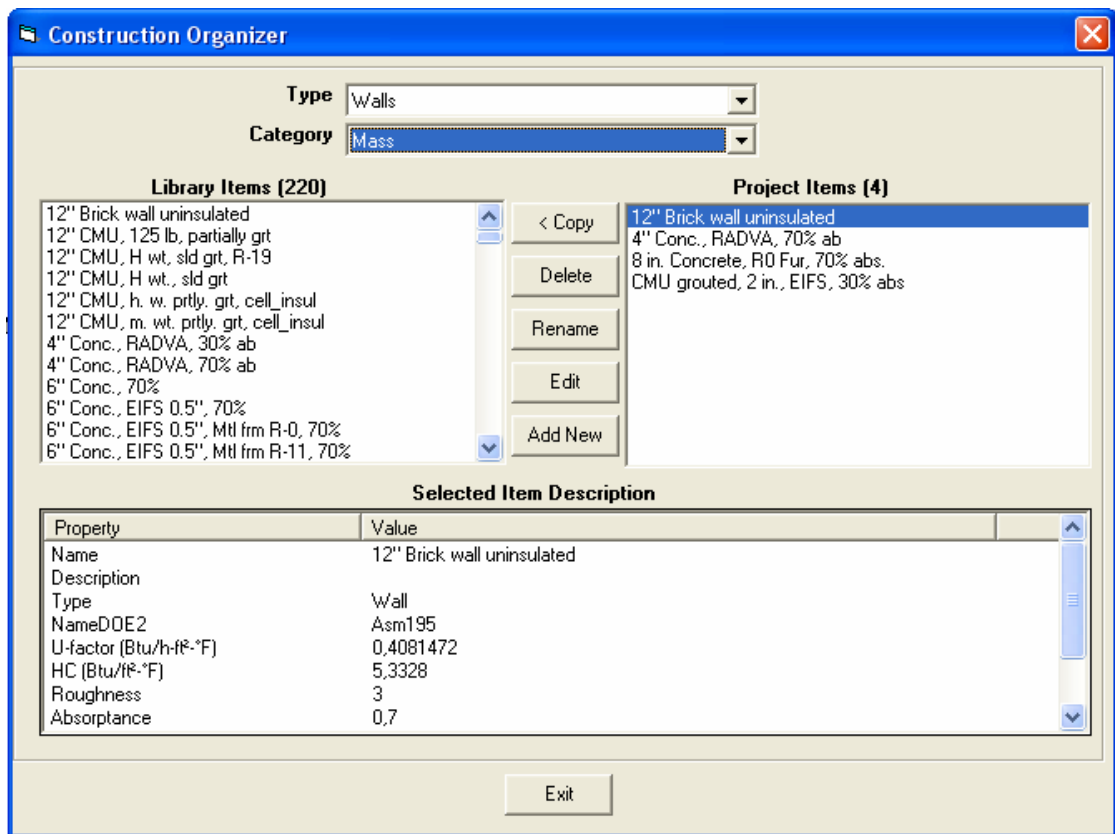 Construction Organizer
Type Walls
Category Mass
Library Items (220)
12" Brick wall uninsulated
12" CMU, 125 lb, partially grt
12" CMU, H wt, sld grt, R-19
12" CMU, H wt., sld grt
12" CMU, h. w. prtly. grt, cell_insul
12" CMU, m. wt. prtly. grt, cell_insul
4" Conc., RADVA, 30% ab
4" Conc., RADVA, 70% ab
6" Conc., 70%
6" Conc., EIFS 0.5", 70%
6" Conc., EIFS 0.5", Mtl frm R-0, 70%
6" Conc., EIFS 0.5", Mtl frm R-11, 70%
< Copy
Delete
Rename
Edit
Add New
Project Items (4)
12" Brick wall uninsulated
4" Conc., RADVA, 70% ab
8 in. Concrete, R0 Fur, 70% abs.
CMU grouted, 2 in., EIFS, 30% abs
Selected Item Description
Property Value
Name 12" Brick wall uninsulated
Description
Type Wall
NameDOE2 Asm195
U-factor (Btu/h-ft²-°F) 0,4081472
HC (Btu/ft²-°F) 5,3328
Roughness 3
Absorptance 0,7
Exit